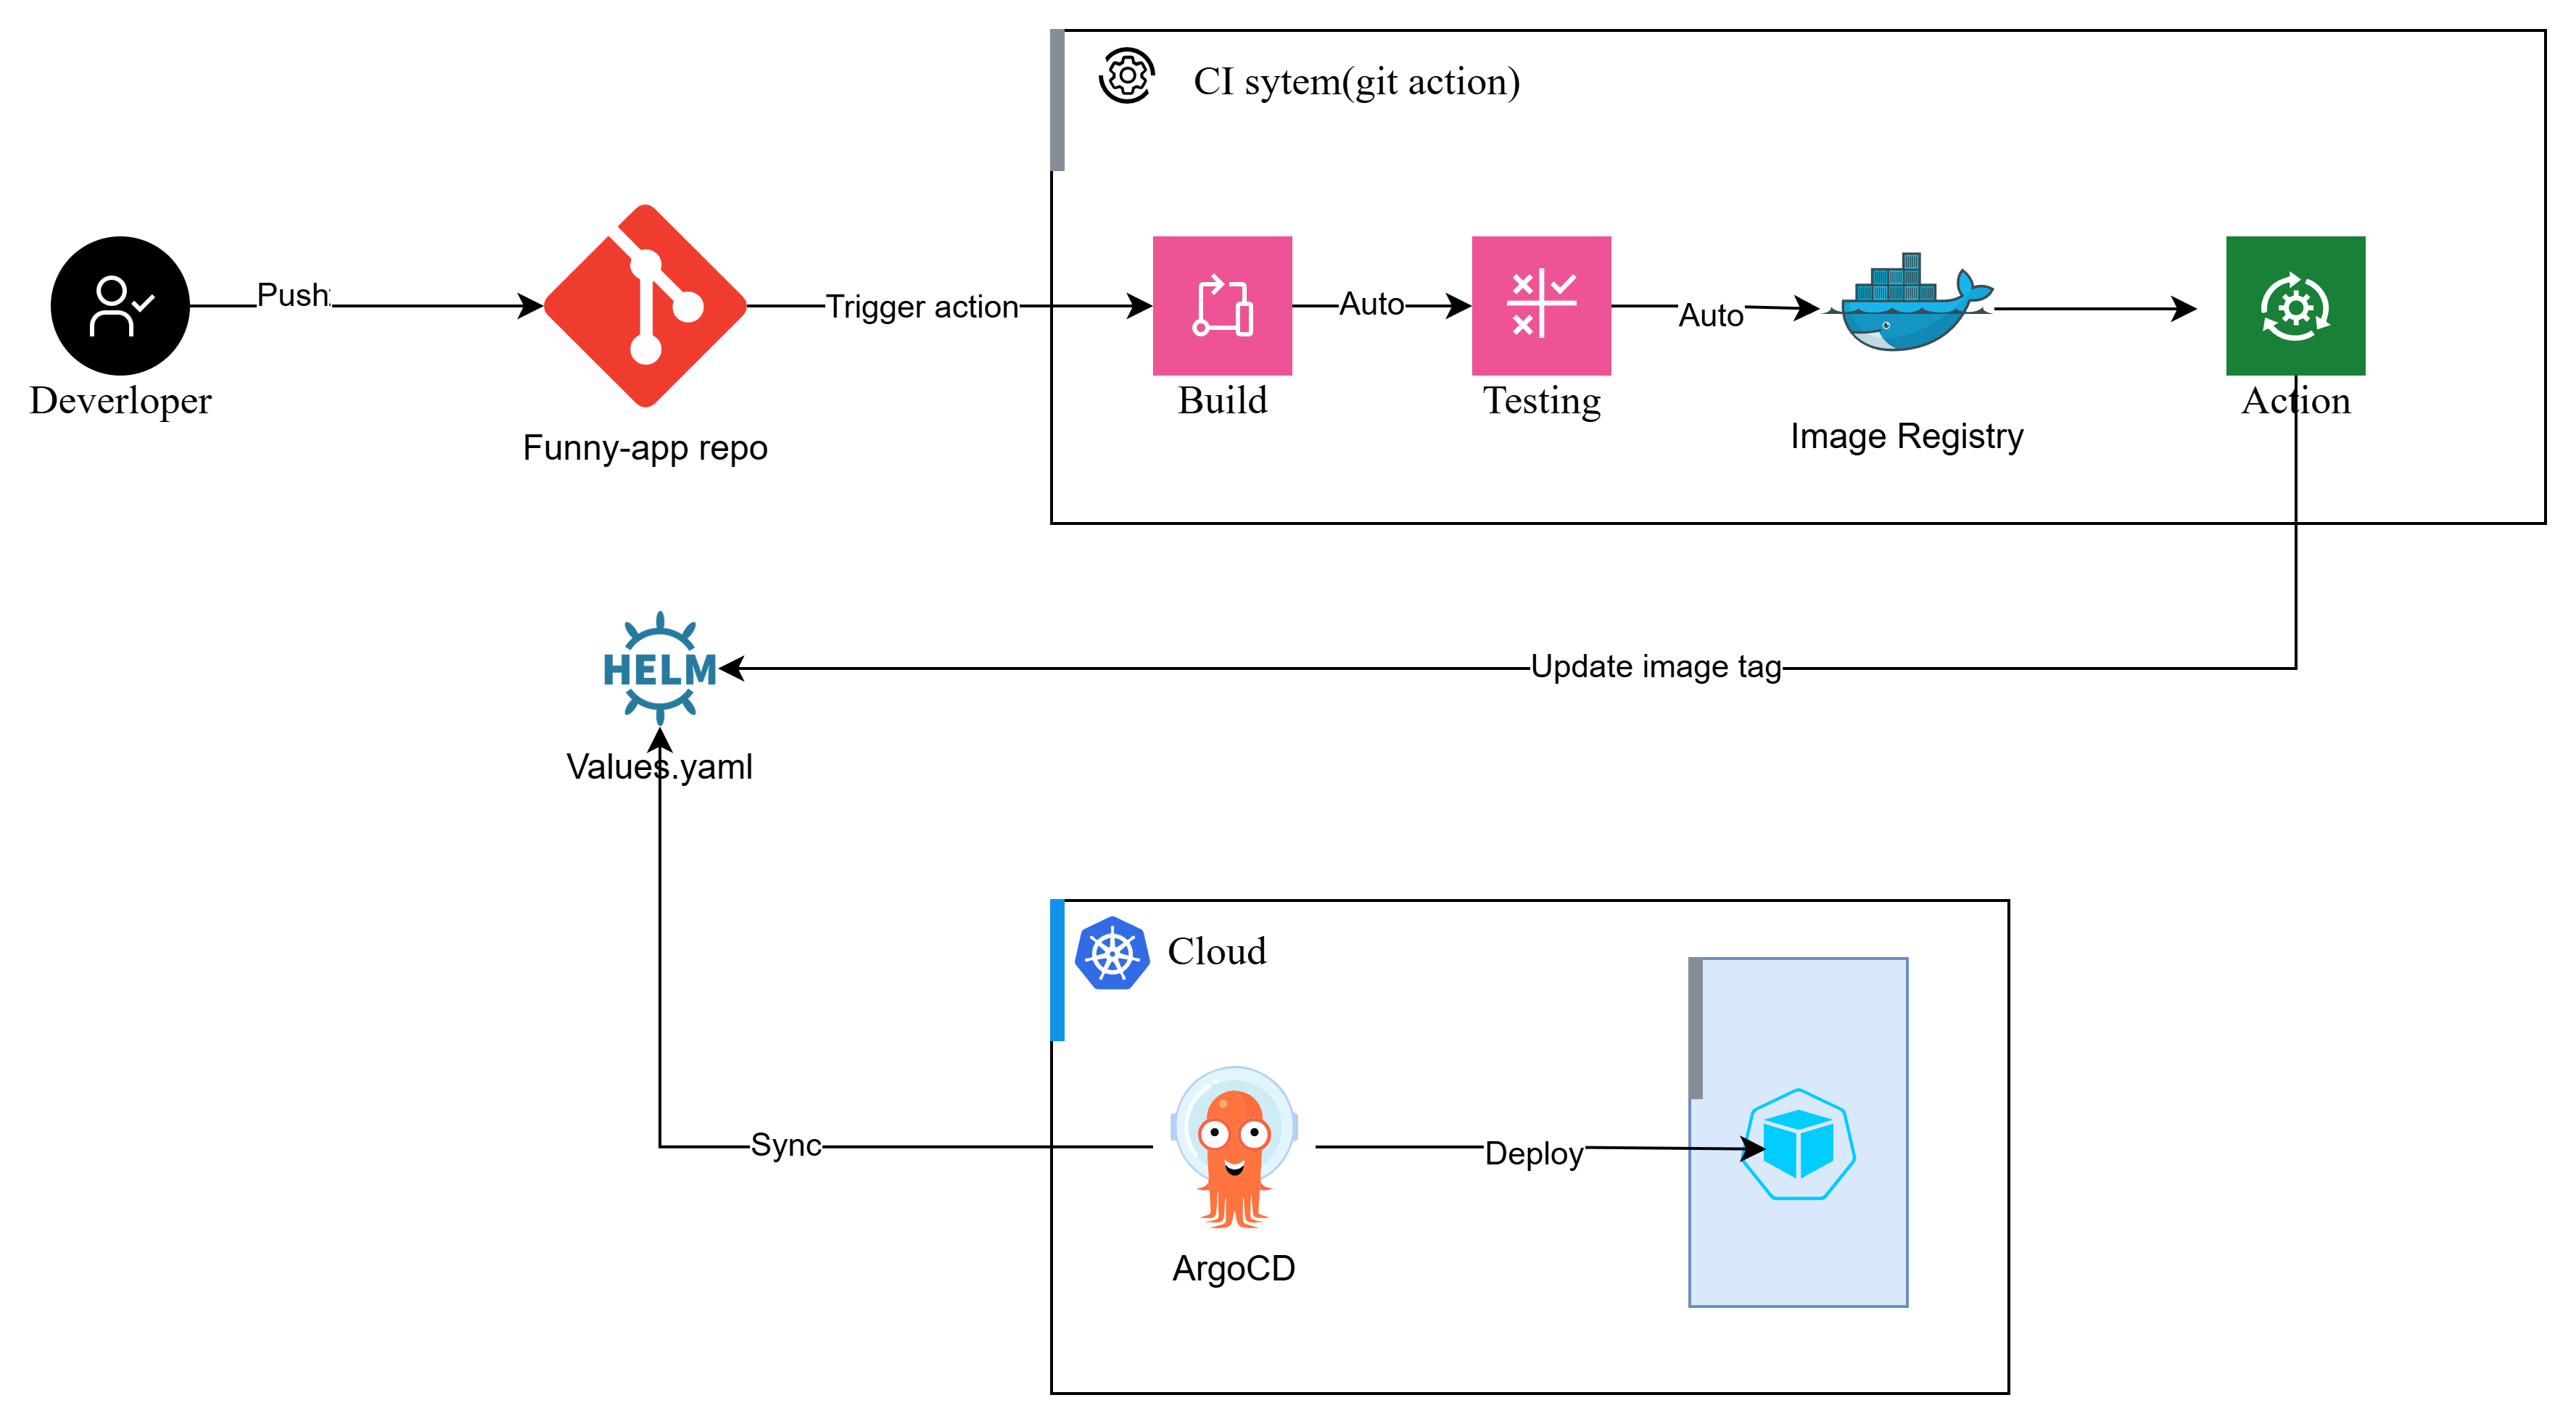 CI sytem(git action)
Push
Trigger action
Auto
Auto
Deverloper
Funny-app repo
Build
Testing
Image Registry
Action
HELM
Update image tag
Values.yaml
Cloud
Sync
Deploy
ArgoCD